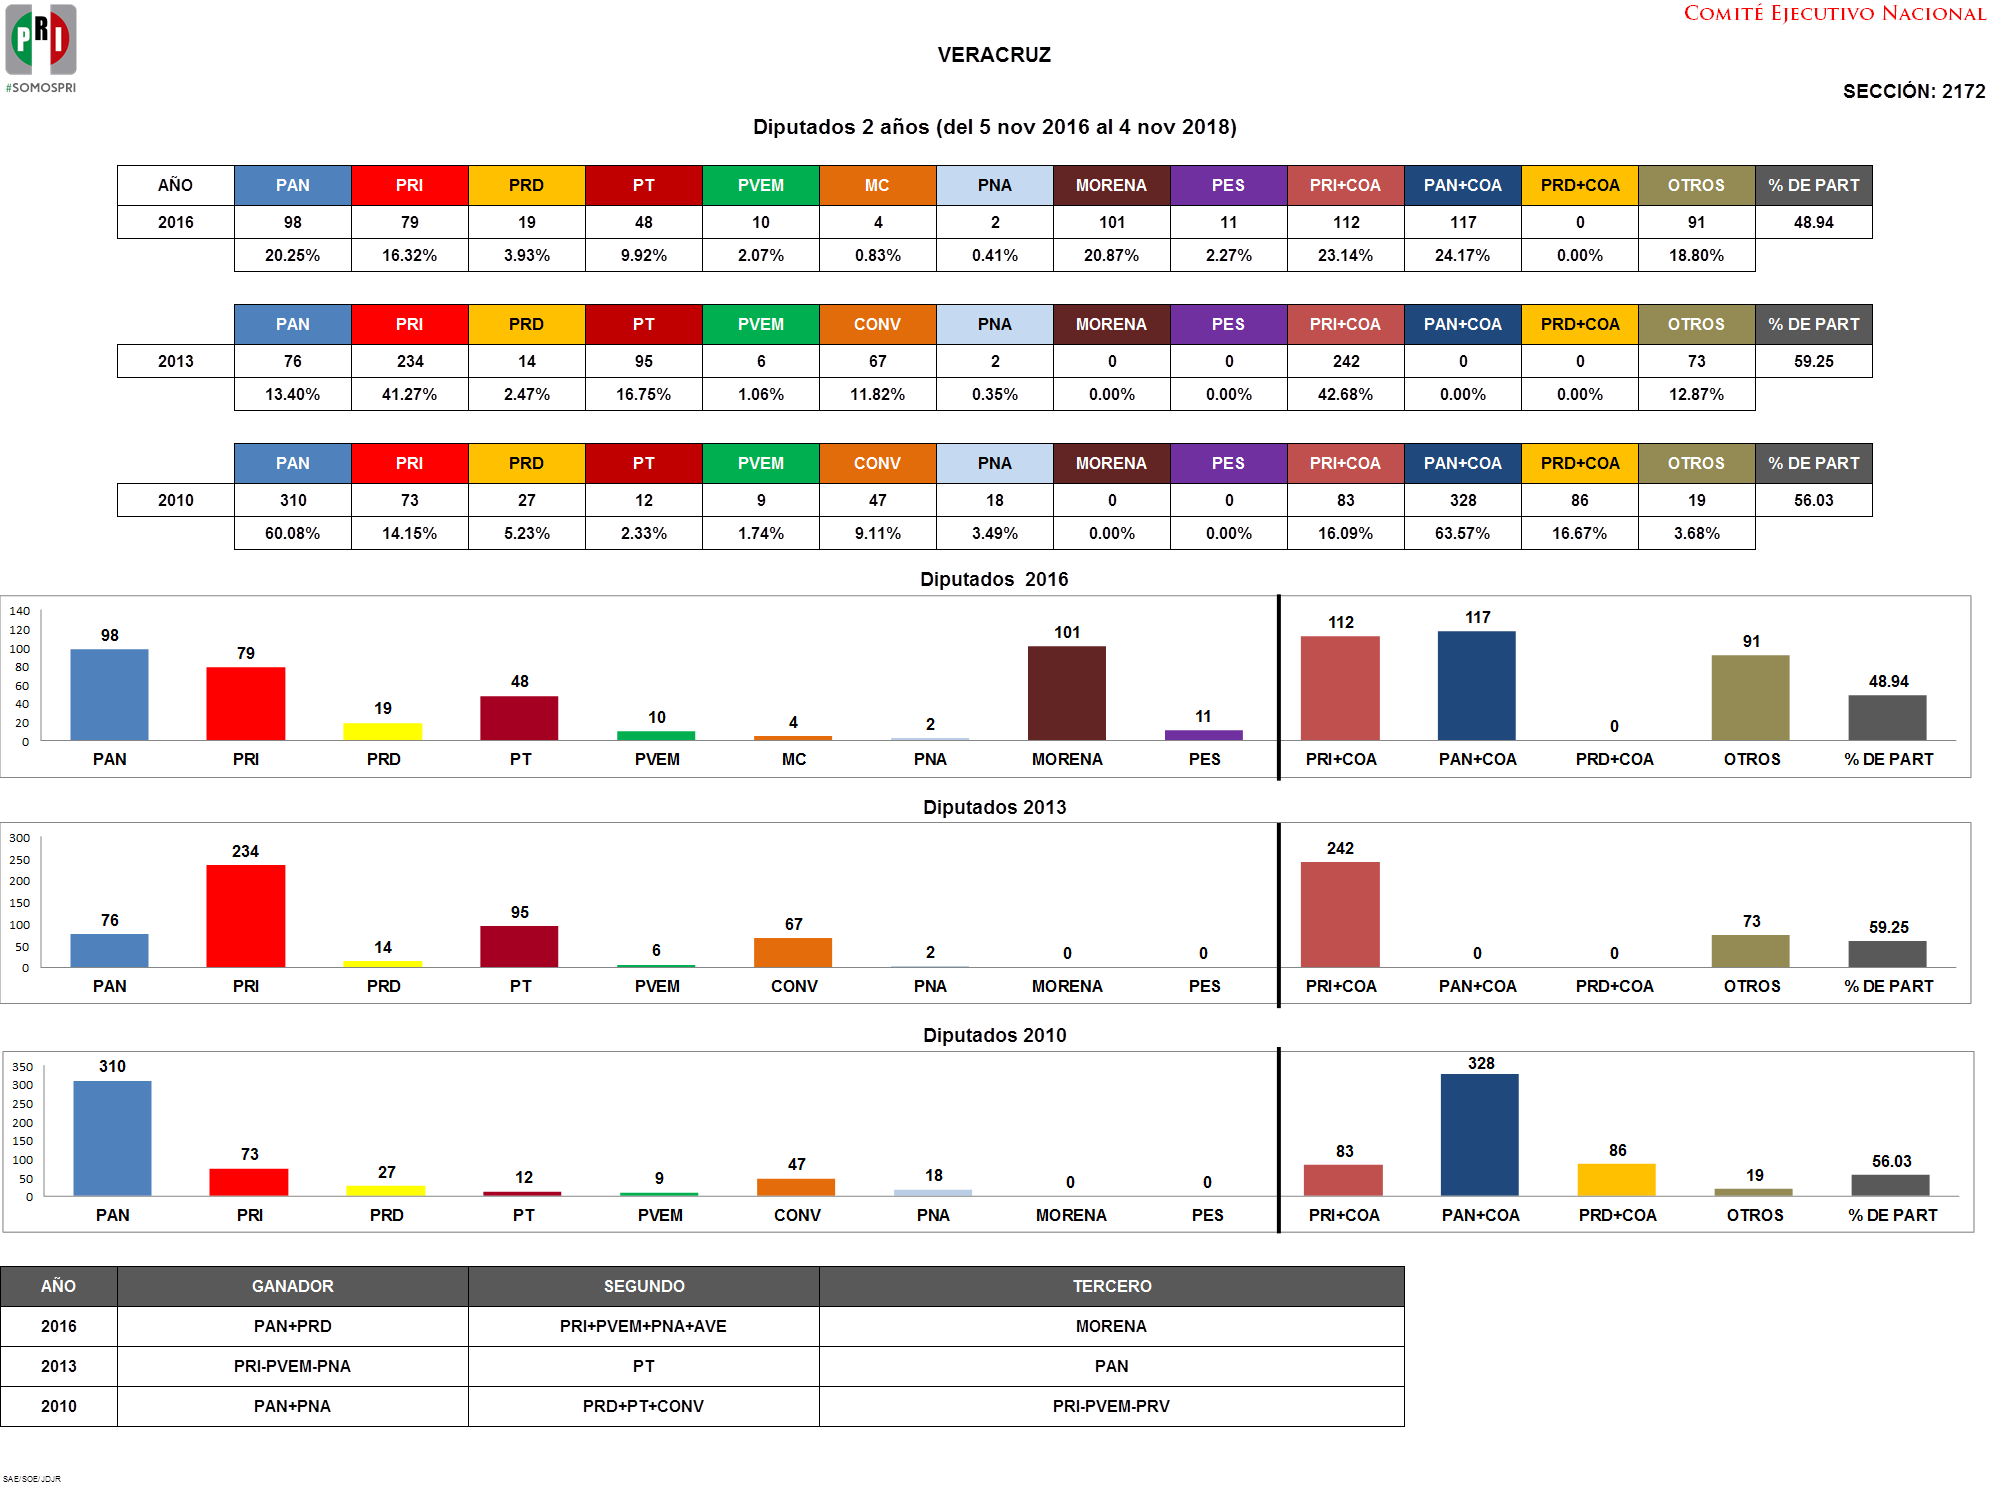 COMITÉ EJECUTIVO NACIONAL
PRI
#SOMOSPRI
VERACRUZ
SECCIÓN: 2172
Diputados 2 años (del 5 nov 2016 al 4 nov 2018)
AÑO PAN PRI PRD PT PVEM MC PNA MORENA PES PRI+COA PAN+COA PRD+COA OTROS % DE PART
2016 98 79 19 48 10 4 2 101 11 112 117 0 91 48.94
20.25% 16.32% 3.93% 9.92% 2.07% 0.83% 0.41% 20.87% 2.27% 23.14% 24.17% 0.00% 18.80%
PAN PRI PRD PT PVEM CONV PNA MORENA PES PRI+COA PAN+COA PRD+COA OTROS % DE PART
2013 76 234 14 95 6 67 2 0 0 242 0 0 73 59.25
13.40% 41.27% 2.47% 16.75% 1.06% 11.82% 0.35% 0.00% 0.00% 42.68% 0.00% 0.00% 12.87%
PAN PRI PRD PT PVEM CONV PNA MORENA PES PRI+COA PAN+COA PRD+COA OTROS % DE PART
2010 310 73 27 12 9 47 18 0 0 83 328 86 19 56.03
60.08% 14.15% 5.23% 2.33% 1.74% 9.11% 3.49% 0.00% 0.00% 16.09% 63.57% 16.67% 3.68%
Diputados 2016
140
120
100
80
60
40
20
0
98 79 19 48 10 4 2 101 11 112 117 0 91 48.94
PAN PRI PRD PT PVEM MC PNA MORENA PES PRI+COA PAN+COA PRD+COA OTROS % DE PART
Diputados 2013
300
250
200
150
100
50
0
76 234 14 95 6 67 2 0 0 242 0 0 73 59.25
PAN PRI PRD PT PVEM CONV PNA MORENA PES PRI+COA PAN+COA PRD+COA OTROS % DE PART
Diputados 2010
350
300
250
200
150
100
50
0
310 73 27 12 9 47 18 0 0 83 328 86 19 56.03
PAN PRI PRD PT PVEM CONV PNA MORENA PES PRI+COA PAN+COA PRD+COA OTROS % DE PART
AÑO GANADOR SEGUNDO TERCERO
2016 PAN+PRD PRI+PVEM+PNA+AVE MORENA
2013 PRI-PVEM-PNA PT PAN
2010 PAN+PNA PRD+PT+CONV PRI-PVEM-PRV
SAE/SOE/JDJR